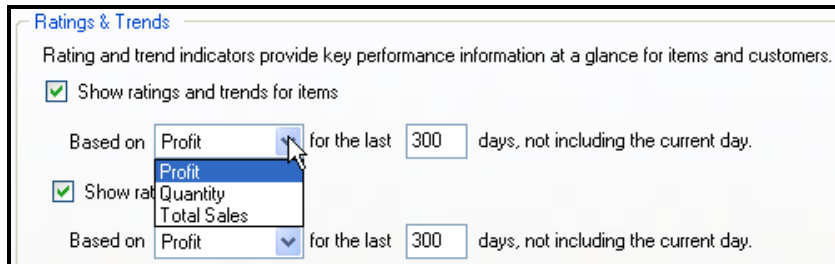 Ratings & Trends
Rating and trend indicators provide key performance information at a glance for items and customers.
Show ratings and trends for items
Based on Profit for the last 300 days, not including the current day.
Profit
Show rat Quantity
Total Sales
Based on Profit for the last 300 days, not including the current day.